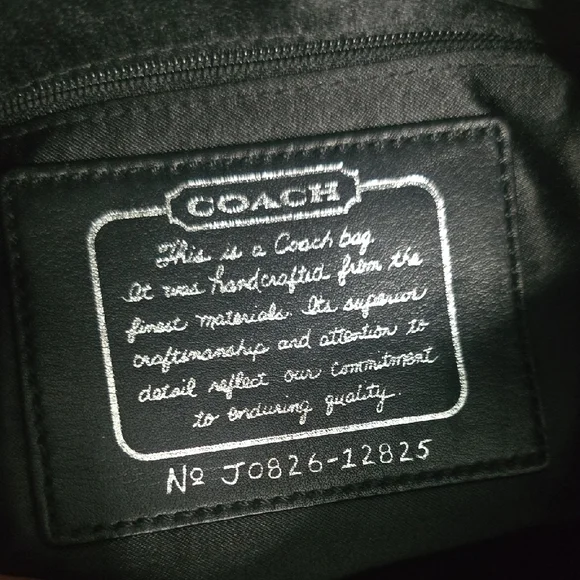 COACH
This is a Coach bag.
It was handcrafted from the
finest materials. Its superior
craftsmanship and attention to
detail reflect our commitment
to enduring quality.
Nº J0826-12825